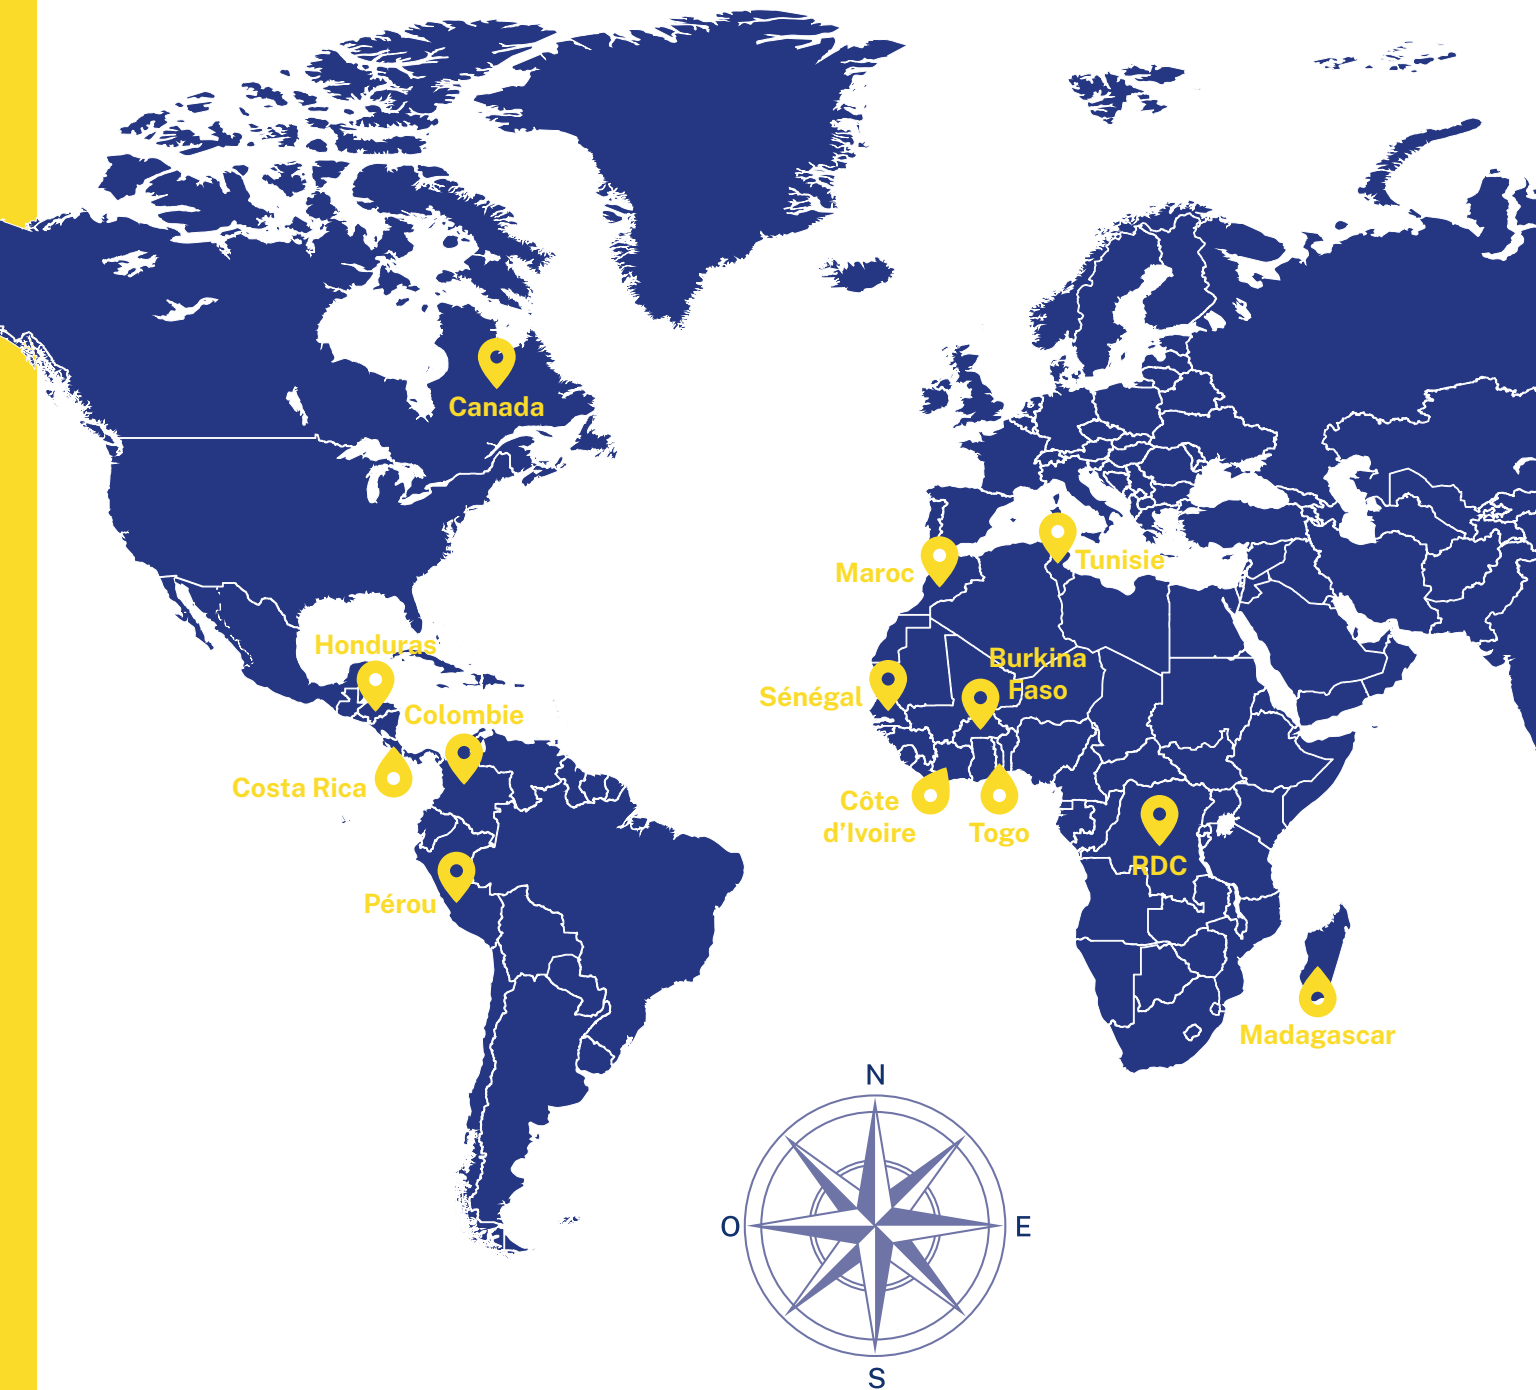 Canada
Tunisie
Maroc
Honduras
Burkina
Faso
Sénégal
Colombie
Costa Rica
Côte
d’Ivoire
Togo
RDC
Pérou
Madagascar
N
O
E
S